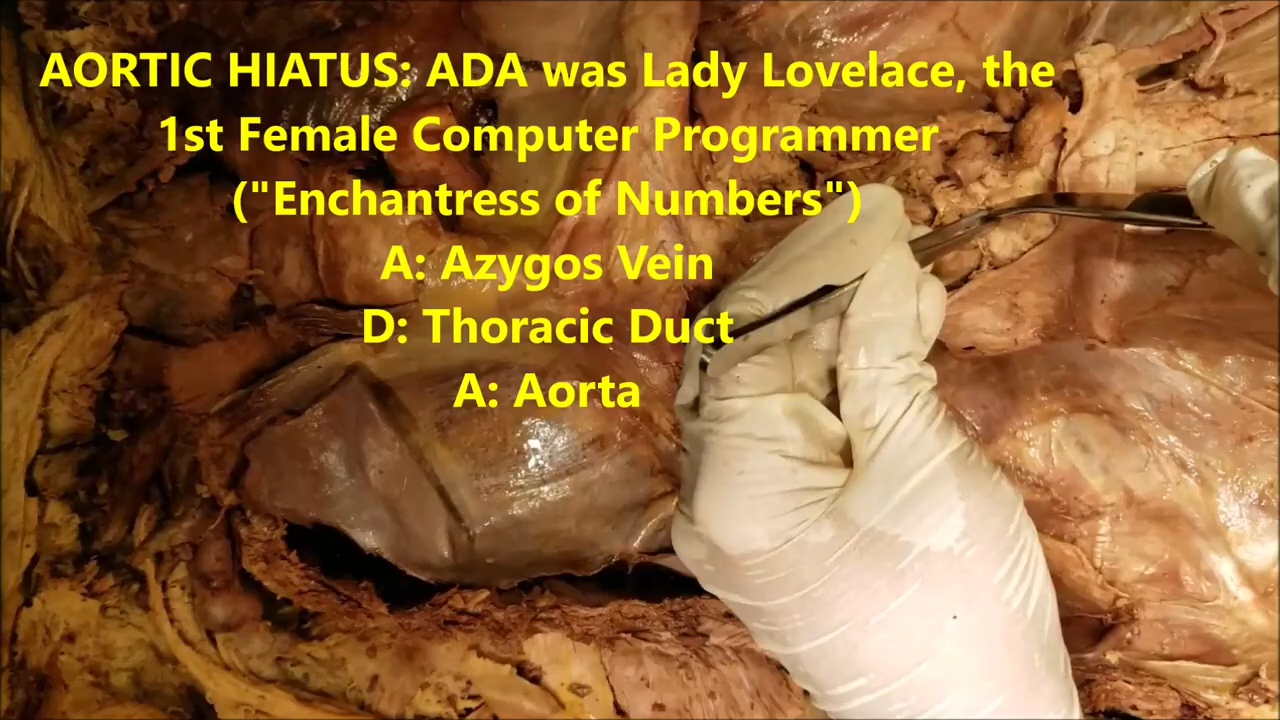 AORTIC HIATUS: ADA was Lady Lovelace, the
1st Female Computer Programmer
("Enchantress of Numbers")
A: Azygos Vein
D: Thoracic Duct
A: Aorta